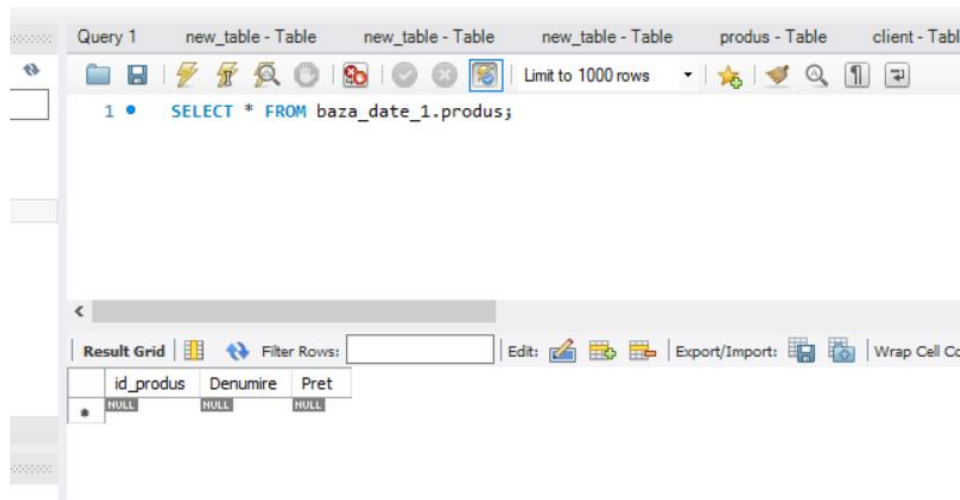 Query 1 new_table - Table new_table - Table new_table - Table produs - Table client - Tabl
Limit to 1000 rows
1 SELECT * FROM baza_date_1.produs;
Result Grid Filter Rows: Edit: Export/Import: Wrap Cell Co
id_produs Denumire Pret
NULL NULL NULL